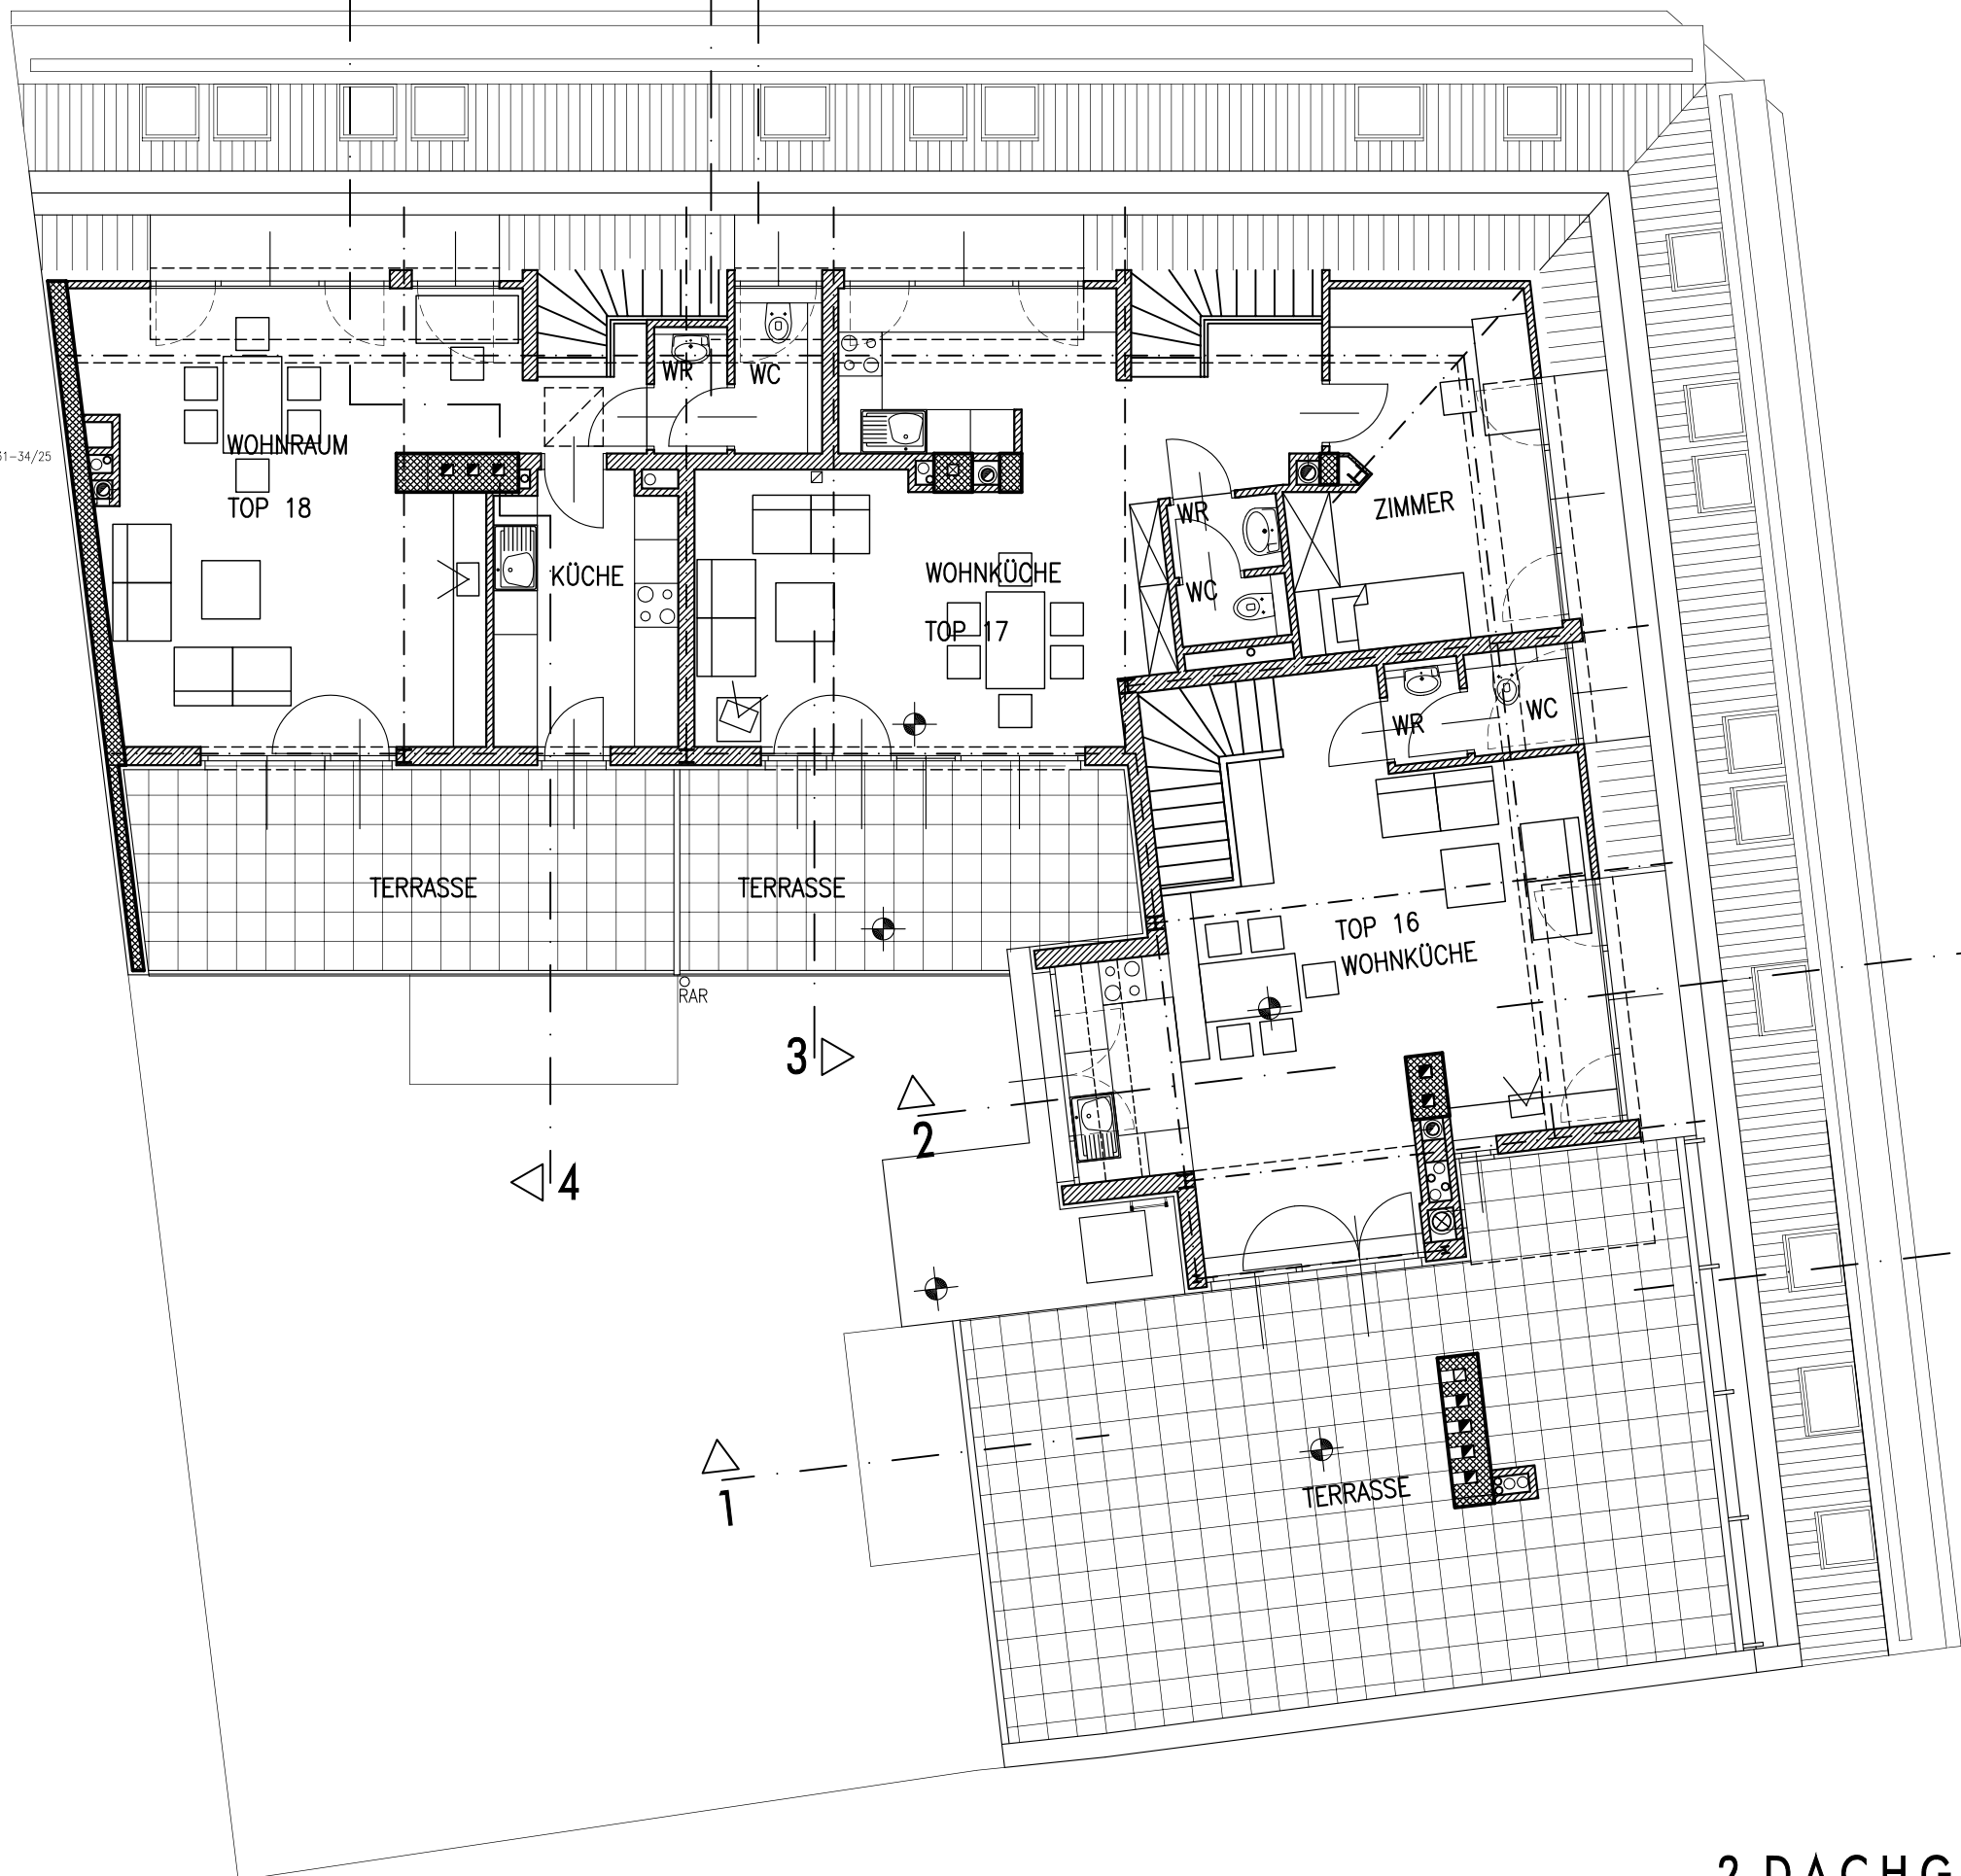 WR
WC
WOHNRAUM
TOP 18
KÜCHE
WOHNKÜCHE
TOP 17
WR
WC
ZIMMER
WR
WC
TERRASSE
TERRASSE
TOP 16
WOHNKÜCHE
RAR
3
2
4
1
TERRASSE